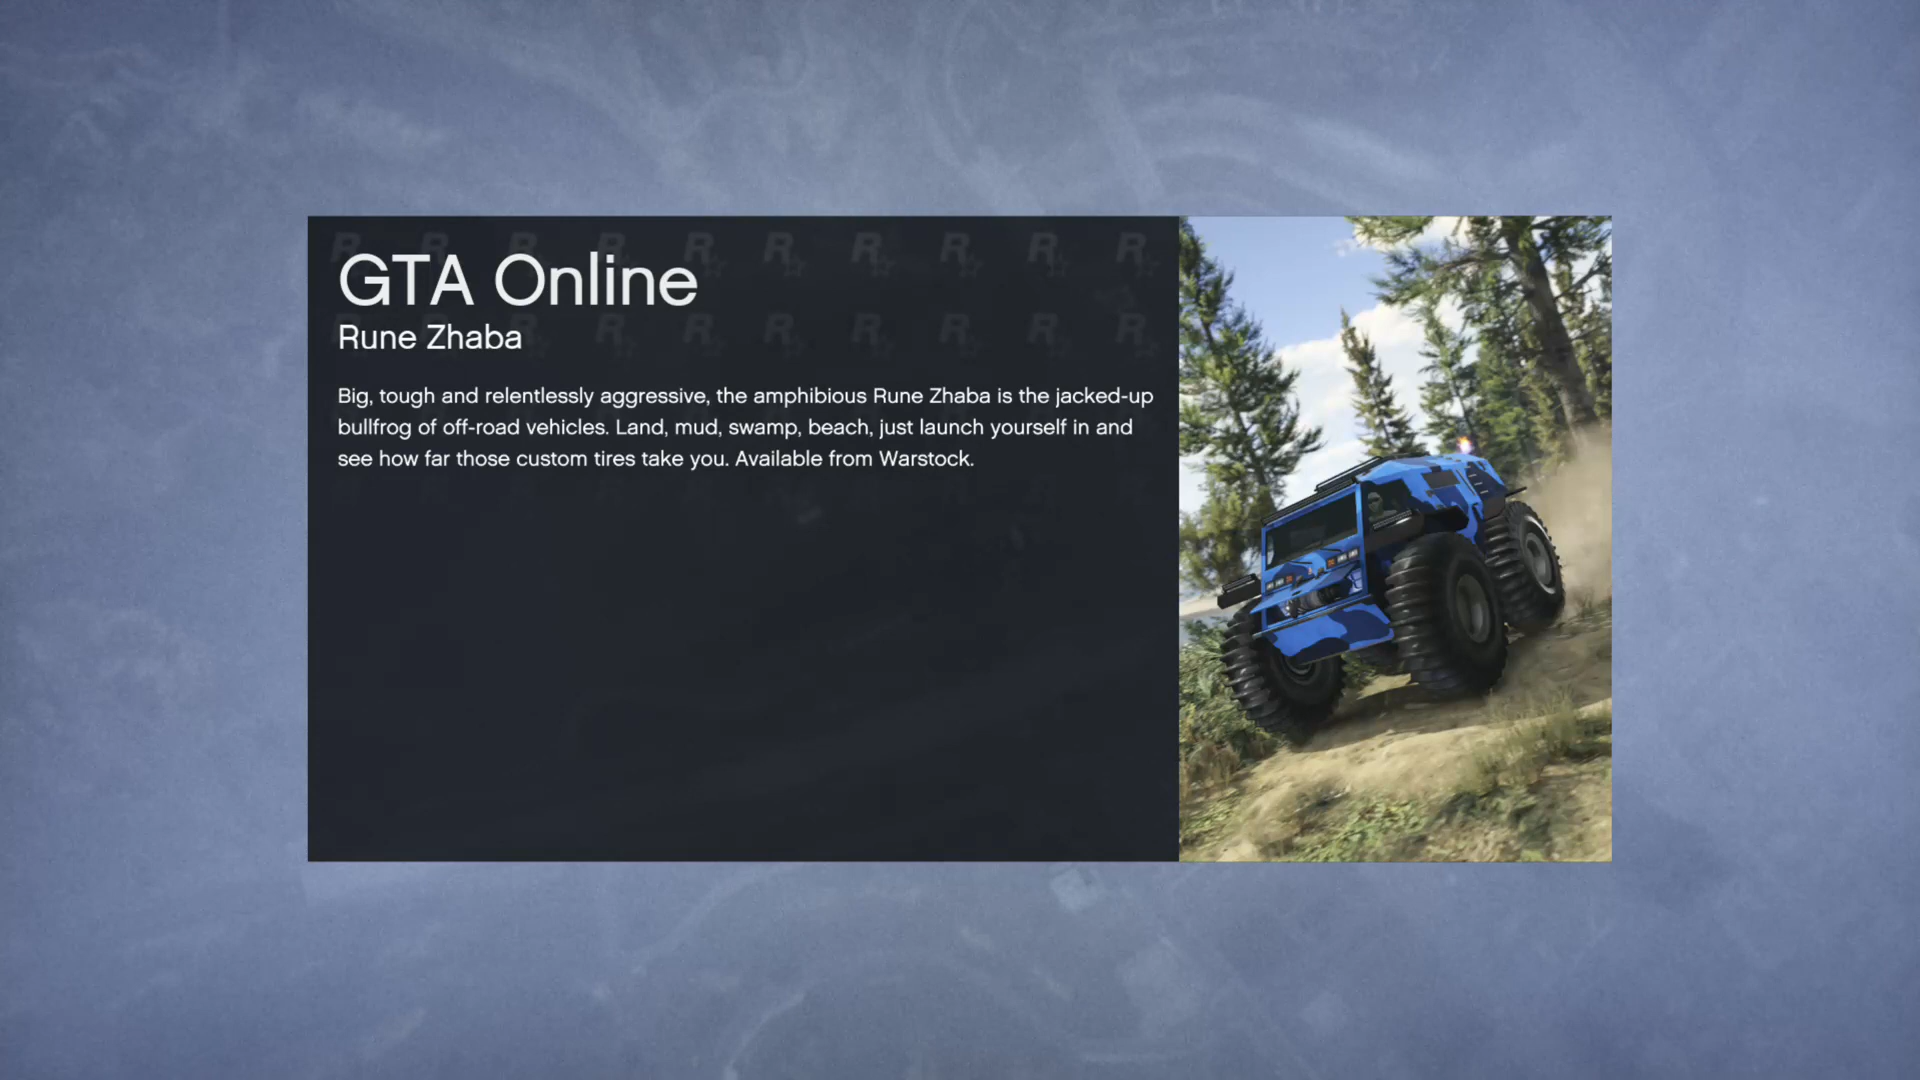 GTA Online
Rune Zhaba
Big, tough and relentlessly aggressive, the amphibious Rune Zhaba is the jacked-up
bullfrog of off-road vehicles. Land, mud, swamp, beach, just launch yourself in and
see how far those custom tires take you. Available from Warstock.